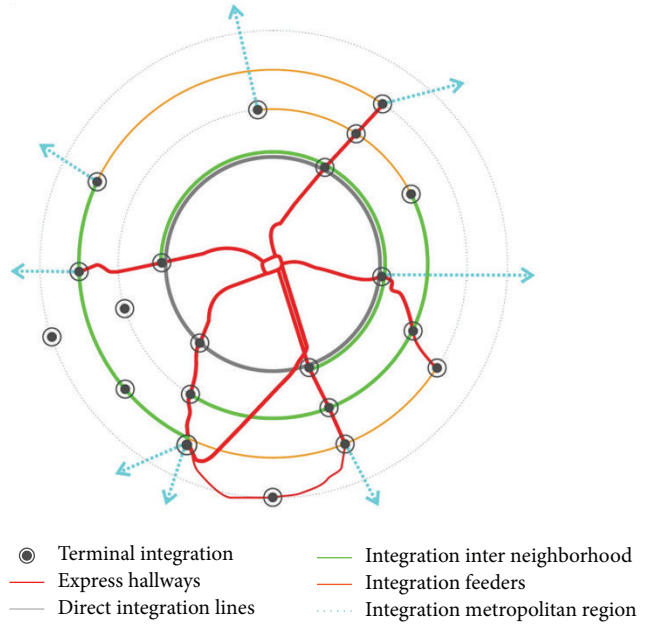 Terminal integration
Express hallways
Direct integration lines
Integration inter neighborhood
Integration feeders
Integration metropolitan region